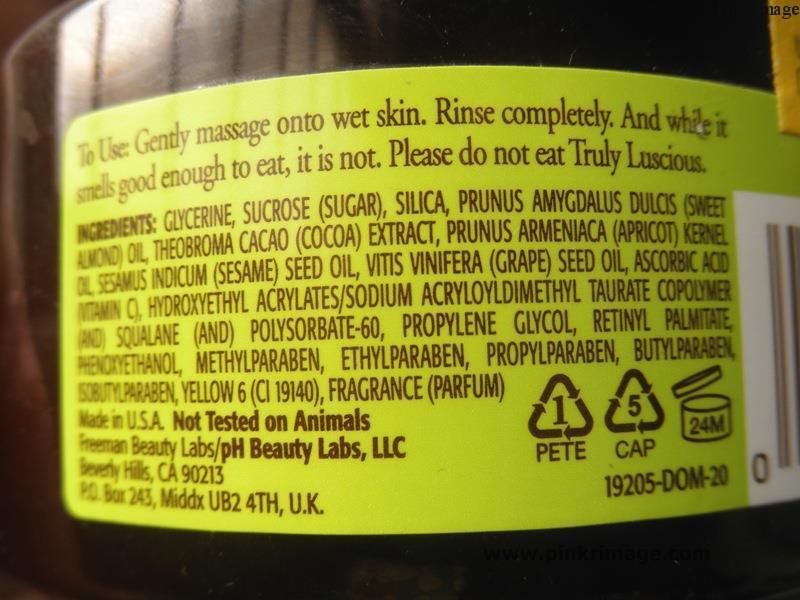 To Use: Gently massage onto wet skin. Rinse completely. And while it
smells good enough to eat, it is not. Please do not eat Truly Luscious.
INGREDIENTS: GLYCERINE, SUCROSE (SUGAR), SILICA, PRUNUS AMYGDALUS DULCIS (SWEET
ALMOND) OIL, THEOBROMA CACAO (COCOA) EXTRACT, PRUNUS ARMENIACA (APRICOT) KERNEL
OIL, SESAMUS INDICUM (SESAME) SEED OIL, VITIS VINIFERA (GRAPE) SEED OIL, ASCORBIC ACID
(VITAMIN C), HYDROXYETHYL ACRYLATES/SODIUM ACRYLOYLDIMETHYL TAURATE COPOLYMER
(AND) SQUALANE (AND) POLYSORBATE-60, PROPYLENE GLYCOL, RETINYL PALMITATE,
PHENOXYETHANOL, METHYLPARABEN, ETHYLPARABEN, PROPYLPARABEN, BUTYLPARABEN,
ISOBUTYLPARABEN, YELLOW 6 (CI 19140), FRAGRANCE (PARFUM)
Made in U.S.A. Not Tested on Animals
Freeman Beauty Labs/pH Beauty Labs, LLC
Beverly Hills, CA 90213
P.O. Box 243, Middx UB2 4TH, U.K.
1
PETE
5
CAP
24M
19205-DOM-20
0
www.pinkrimage.com